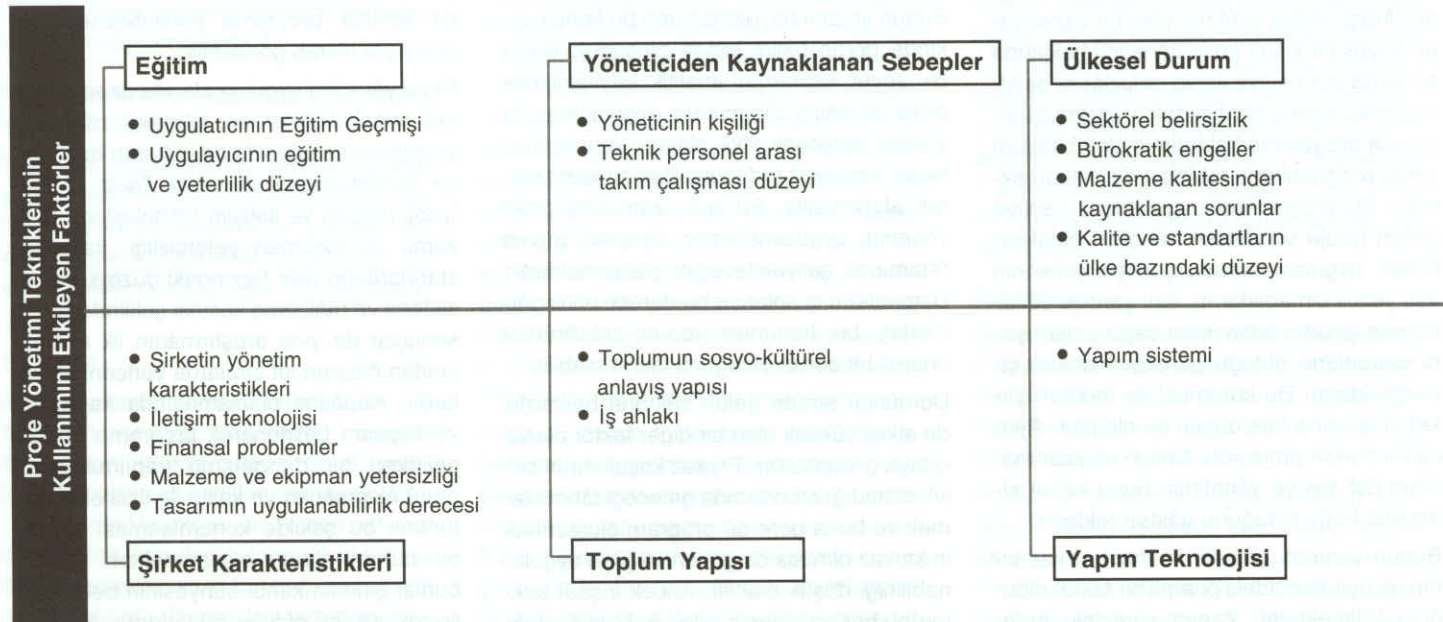 Proje Yönetimi Tekniklerinin
Kullanımını Etkileyen Faktörler
Eğitim
● Uygulatıcının Eğitim Geçmişi
● Uygulayıcının eğitim
ve yeterlilik düzeyi
Yöneticiden Kaynaklanan Sebepler
● Yöneticinin kişiliği
● Teknik personel arası
takım çalışması düzeyi
Ülkesel Durum
● Sektörel belirsizlik
● Bürokratik engeller
● Malzeme kalitesinden
kaynaklanan sorunlar
● Kalite ve standartların
ülke bazındaki düzeyi
● Şirketin yönetim
karakteristikleri
● İletişim teknolojisi
● Finansal problemler
● Malzeme ve ekipman yetersizliği
● Tasarımın uygulanabilirlik derecesi
Şirket Karakteristikleri
● Toplumun sosyo-kültürel
anlayış yapısı
● İş ahlakı
Toplum Yapısı
● Yapım sistemi
Yapım Teknolojisi